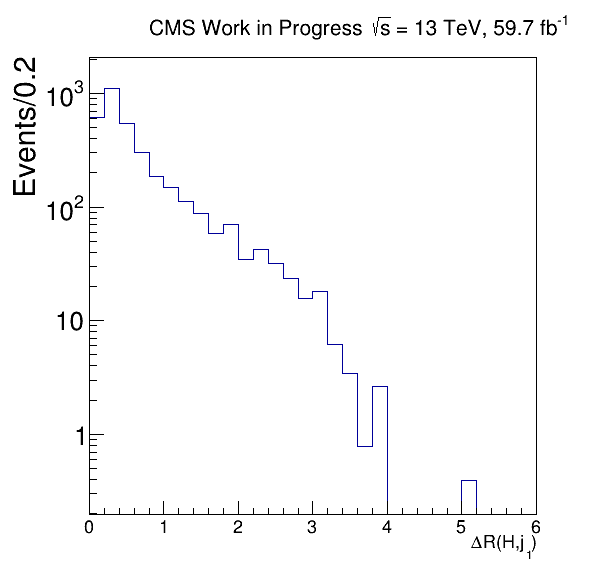 CMS Work in Progress √s = 13 TeV, 59.7 fb⁻¹
Events/0.2
10³
10²
10
1
0 1 2 3 4 5 6
ΔR(H,j₁)